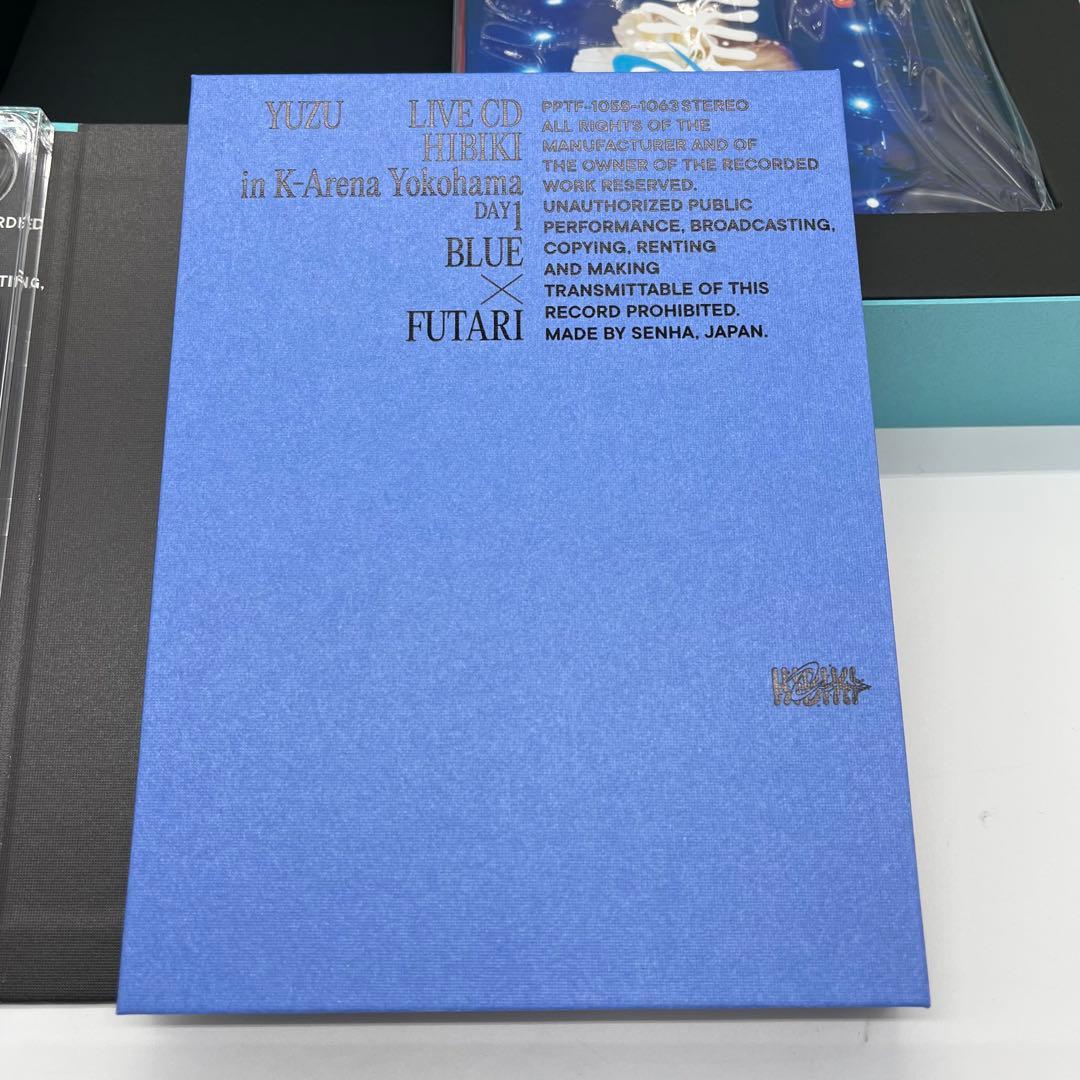 YUZU LIVE CD
HIBIKI
in K-Arena Yokohama
DAY1
BLUE
×
FUTARI
PPTF-1058–1063 STEREO
ALL RIGHTS OF THE
MANUFACTURER AND OF
THE OWNER OF THE RECORDED
WORK RESERVED.
UNAUTHORIZED PUBLIC
PERFORMANCE, BROADCASTING,
COPYING, RENTING
AND MAKING
TRANSMITTABLE OF THIS
RECORD PROHIBITED.
MADE BY SENHA, JAPAN.
HIBIKI